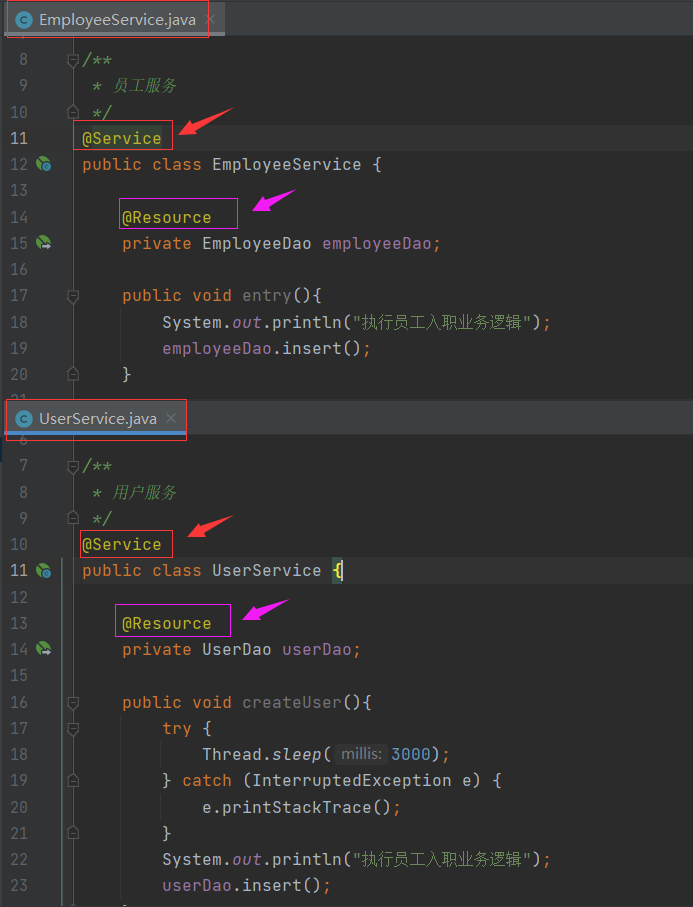 EmployeeService.java
8 /**
9 * 员工服务
10 */
11 @Service
12 public class EmployeeService {
13
14 @Resource
15 private EmployeeDao employeeDao;
16
17 public void entry(){
18 System.out.println("执行员工入职业务逻辑");
19 employeeDao.insert();
20 }
UserService.java
6
7 /**
8 * 用户服务
9 */
10 @Service
11 public class UserService {
12
13 @Resource
14 private UserDao userDao;
15
16 public void createUser(){
17 try {
18 Thread.sleep( millis: 3000);
19 } catch (InterruptedException e) {
20 e.printStackTrace();
21 }
22 System.out.println("执行员工入职业务逻辑");
23 userDao.insert();